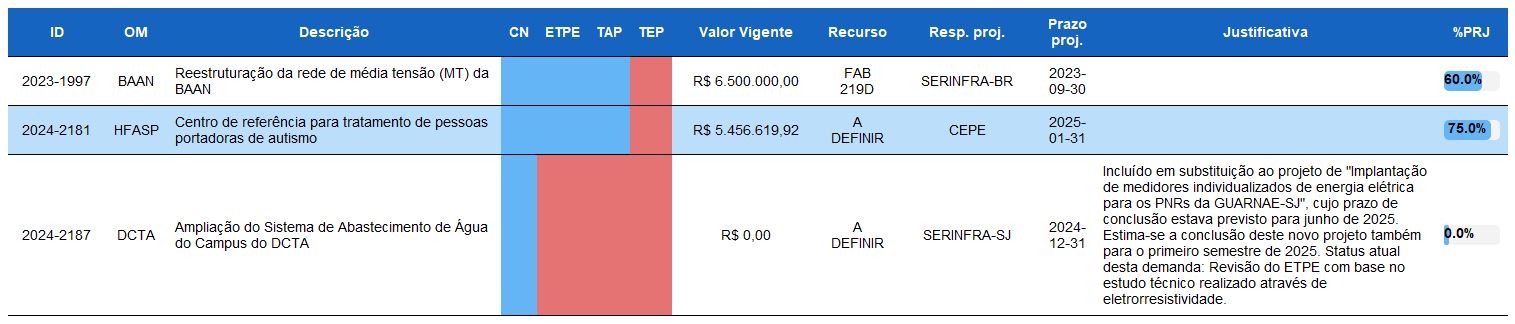 ID OM Descrição CN ETPE TAP TEP Valor Vigente Recurso Resp. proj. Prazo proj. Justificativa %PRJ
2023-1997 BAAN Reestruturação da rede de média tensão (MT) da BAAN R$ 6.500.000,00 FAB 219D SERINFRA-BR 2023-09-30 60.0%
2024-2181 HFASP Centro de referência para tratamento de pessoas portadoras de autismo R$ 5.456.619,92 A DEFINIR CEPE 2025-01-31 75.0%
2024-2187 DCTA Ampliação do Sistema de Abastecimento de Água do Campus do DCTA R$ 0,00 A DEFINIR SERINFRA-SJ 2024-12-31
Incluído em substituição ao projeto de "Implantação
de medidores individualizados de energia elétrica
para os PNRs da GUARNAE-SJ", cujo prazo de
conclusão estava previsto para junho de 2025.
Estima-se a conclusão deste novo projeto também
para o primeiro semestre de 2025. Status atual
desta demanda: Revisão do ETPE com base no
estudo técnico realizado através de
eletrorresistividade.
0.0%